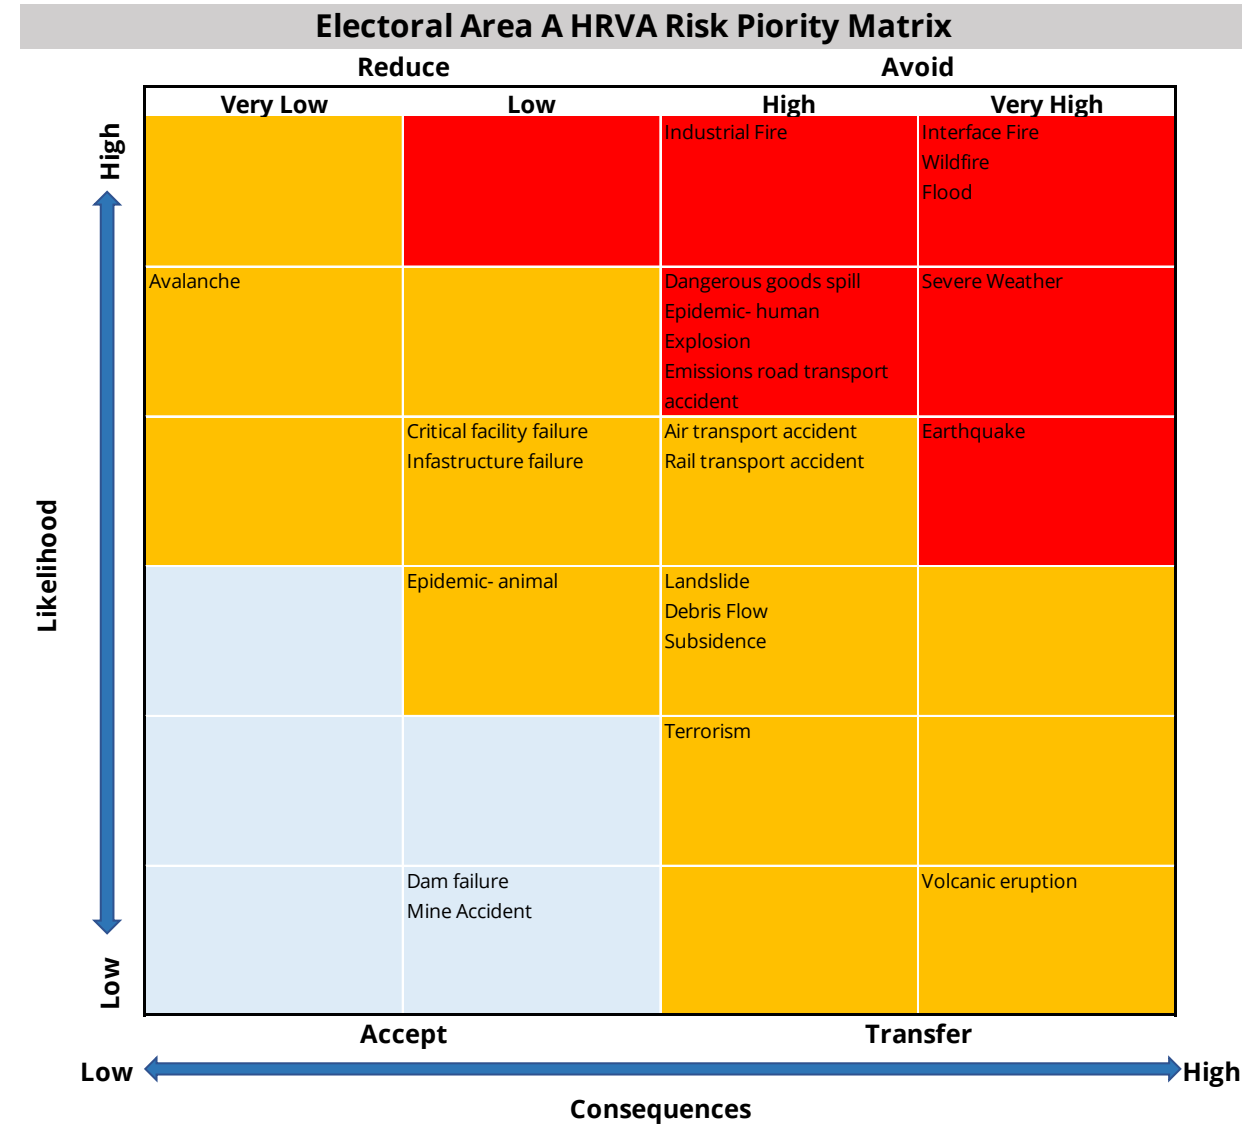 Electoral Area A HRVA Risk Piority Matrix
Reduce
Avoid
Very Low
Low
High
Very High
High
Industrial Fire
Interface Fire
Wildfire
Flood
Avalanche
Dangerous goods spill
Epidemic- human
Explosion
Emissions road transport
accident
Severe Weather
Critical facility failure
Infastructure failure
Air transport accident
Rail transport accident
Earthquake
Likelihood
Epidemic- animal
Landslide
Debris Flow
Subsidence
Terrorism
Dam failure
Mine Accident
Volcanic eruption
Low
Accept
Transfer
Low
High
Consequences